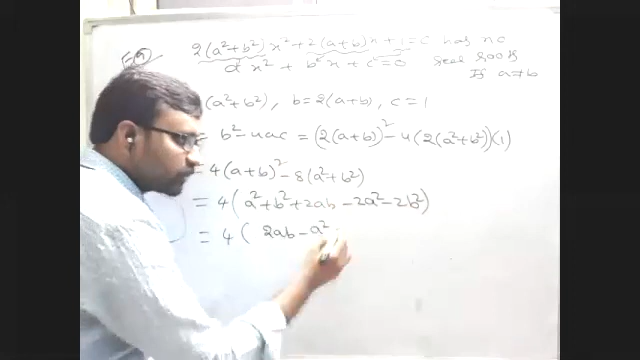 2(a²+b²)x²+2(a+b)x+1=0 has no
ax² + bx + c=0 real roots
If a≠b
(a²+b²), b=2(a+b), c=1
= b²-4ac = (2(a+b))²-4(2(a²+b²))(1)
= 4(a+b)²-8(a²+b²)
= 4(a²+b²+2ab-2a²-2b²)
= 4( 2ab-a²